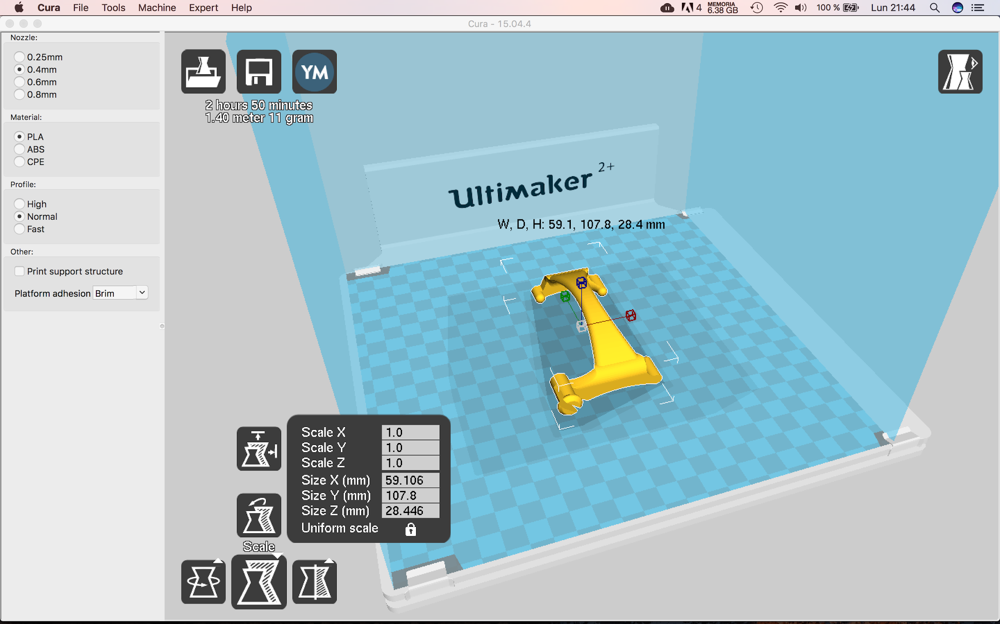 Cura File Tools Machine Expert Help 4 MEMORIA 6.38 GB 100 % Lun 21:44
Cura - 15.04.4
Nozzle:
0.25mm
0.4mm
0.6mm
0.8mm
Material:
PLA
ABS
CPE
Profile:
High
Normal
Fast
Other:
Print support structure
Platform adhesion Brim
YM
2 hours 50 minutes
1.40 meter 11 gram
Ultimaker 2+
W, D, H: 59.1, 107.8, 28.4 mm
Scale X 1.0
Scale Y 1.0
Scale Z 1.0
Size X (mm) 59.106
Size Y (mm) 107.8
Size Z (mm) 28.446
Uniform scale
Scale